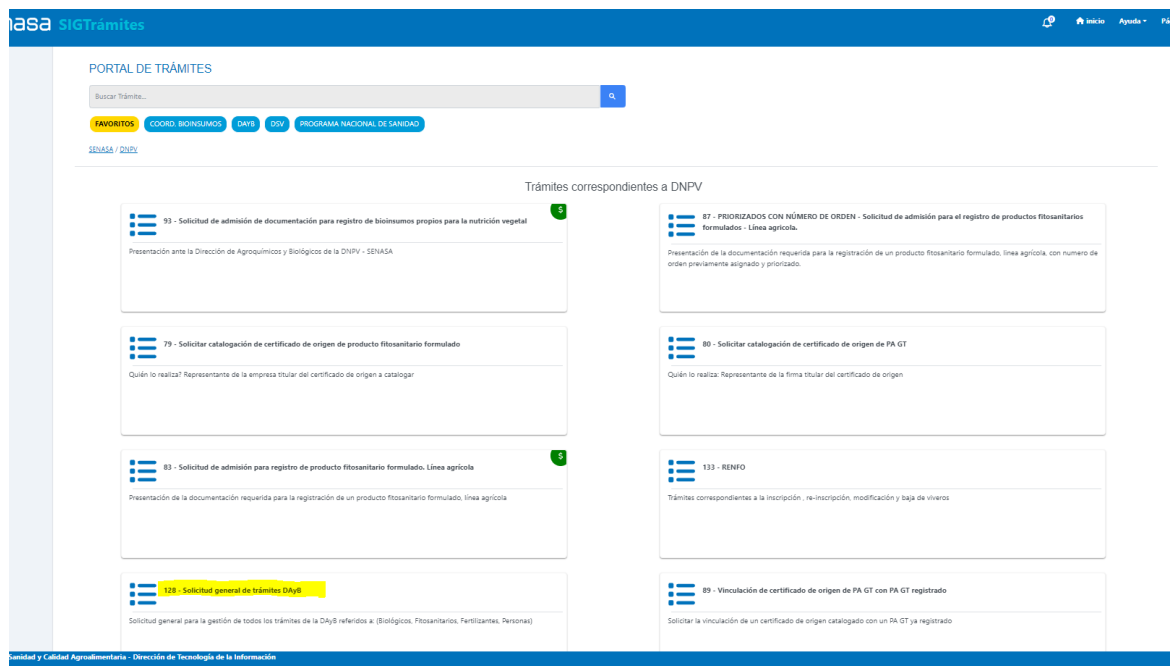 nasa SIGTrámites
0
inicio Ayuda Pá
PORTAL DE TRÁMITES
Buscar Trámite...
FAVORITOS COORD. BIOINSUMOS DAYB DSV PROGRAMA NACIONAL DE SANIDAD
SENASA / DNPV
Trámites correspondientes a DNPV
93 - Solicitud de admisión de documentación para registro de bioinsumos propios para la nutrición vegetal
$
Presentación ante la Dirección de Agroquímicos y Biológicos de la DNPV - SENASA
87 - PRIORIZADOS CON NÚMERO DE ORDEN - Solicitud de admisión para el registro de productos fitosanitarios
formulados - Línea agrícola.
Presentación de la documentación requerida para la registración de un producto fitosanitario formulado, linea agrícola, con numero de
orden previamente asignado y priorizado.
79 - Solicitar catalogación de certificado de origen de producto fitosanitario formulado
Quién lo realiza? Representante de la empresa titular del certificado de origen a catalogar
80 - Solicitar catalogación de certificado de origen de PA GT
Quién lo realiza: Representante de la firma titular del certificado de origen
83 - Solicitud de admisión para registro de producto fitosanitario formulado. Línea agrícola
$
Presentación de la documentación requerida para la registración de un producto fitosanitario formulado, línea agrícola
133 - RENFO
Trámites correspondientes a la inscripción , re-inscripción, modificación y baja de viveros
128 - Solicitud general de trámites DAyB
Solicitud general para la gestión de todos los trámites de la DAyB referidos a: (Biológicos, Fitosanitarios, Fertilizantes, Personas)
89 - Vinculación de certificado de origen de PA GT con PA GT registrado
Solicitar la vinculación de un certificado de origen catalogado con un PA GT ya registrado
Sanidad y Calidad Agroalimentaria - Dirección de Tecnología de la Información